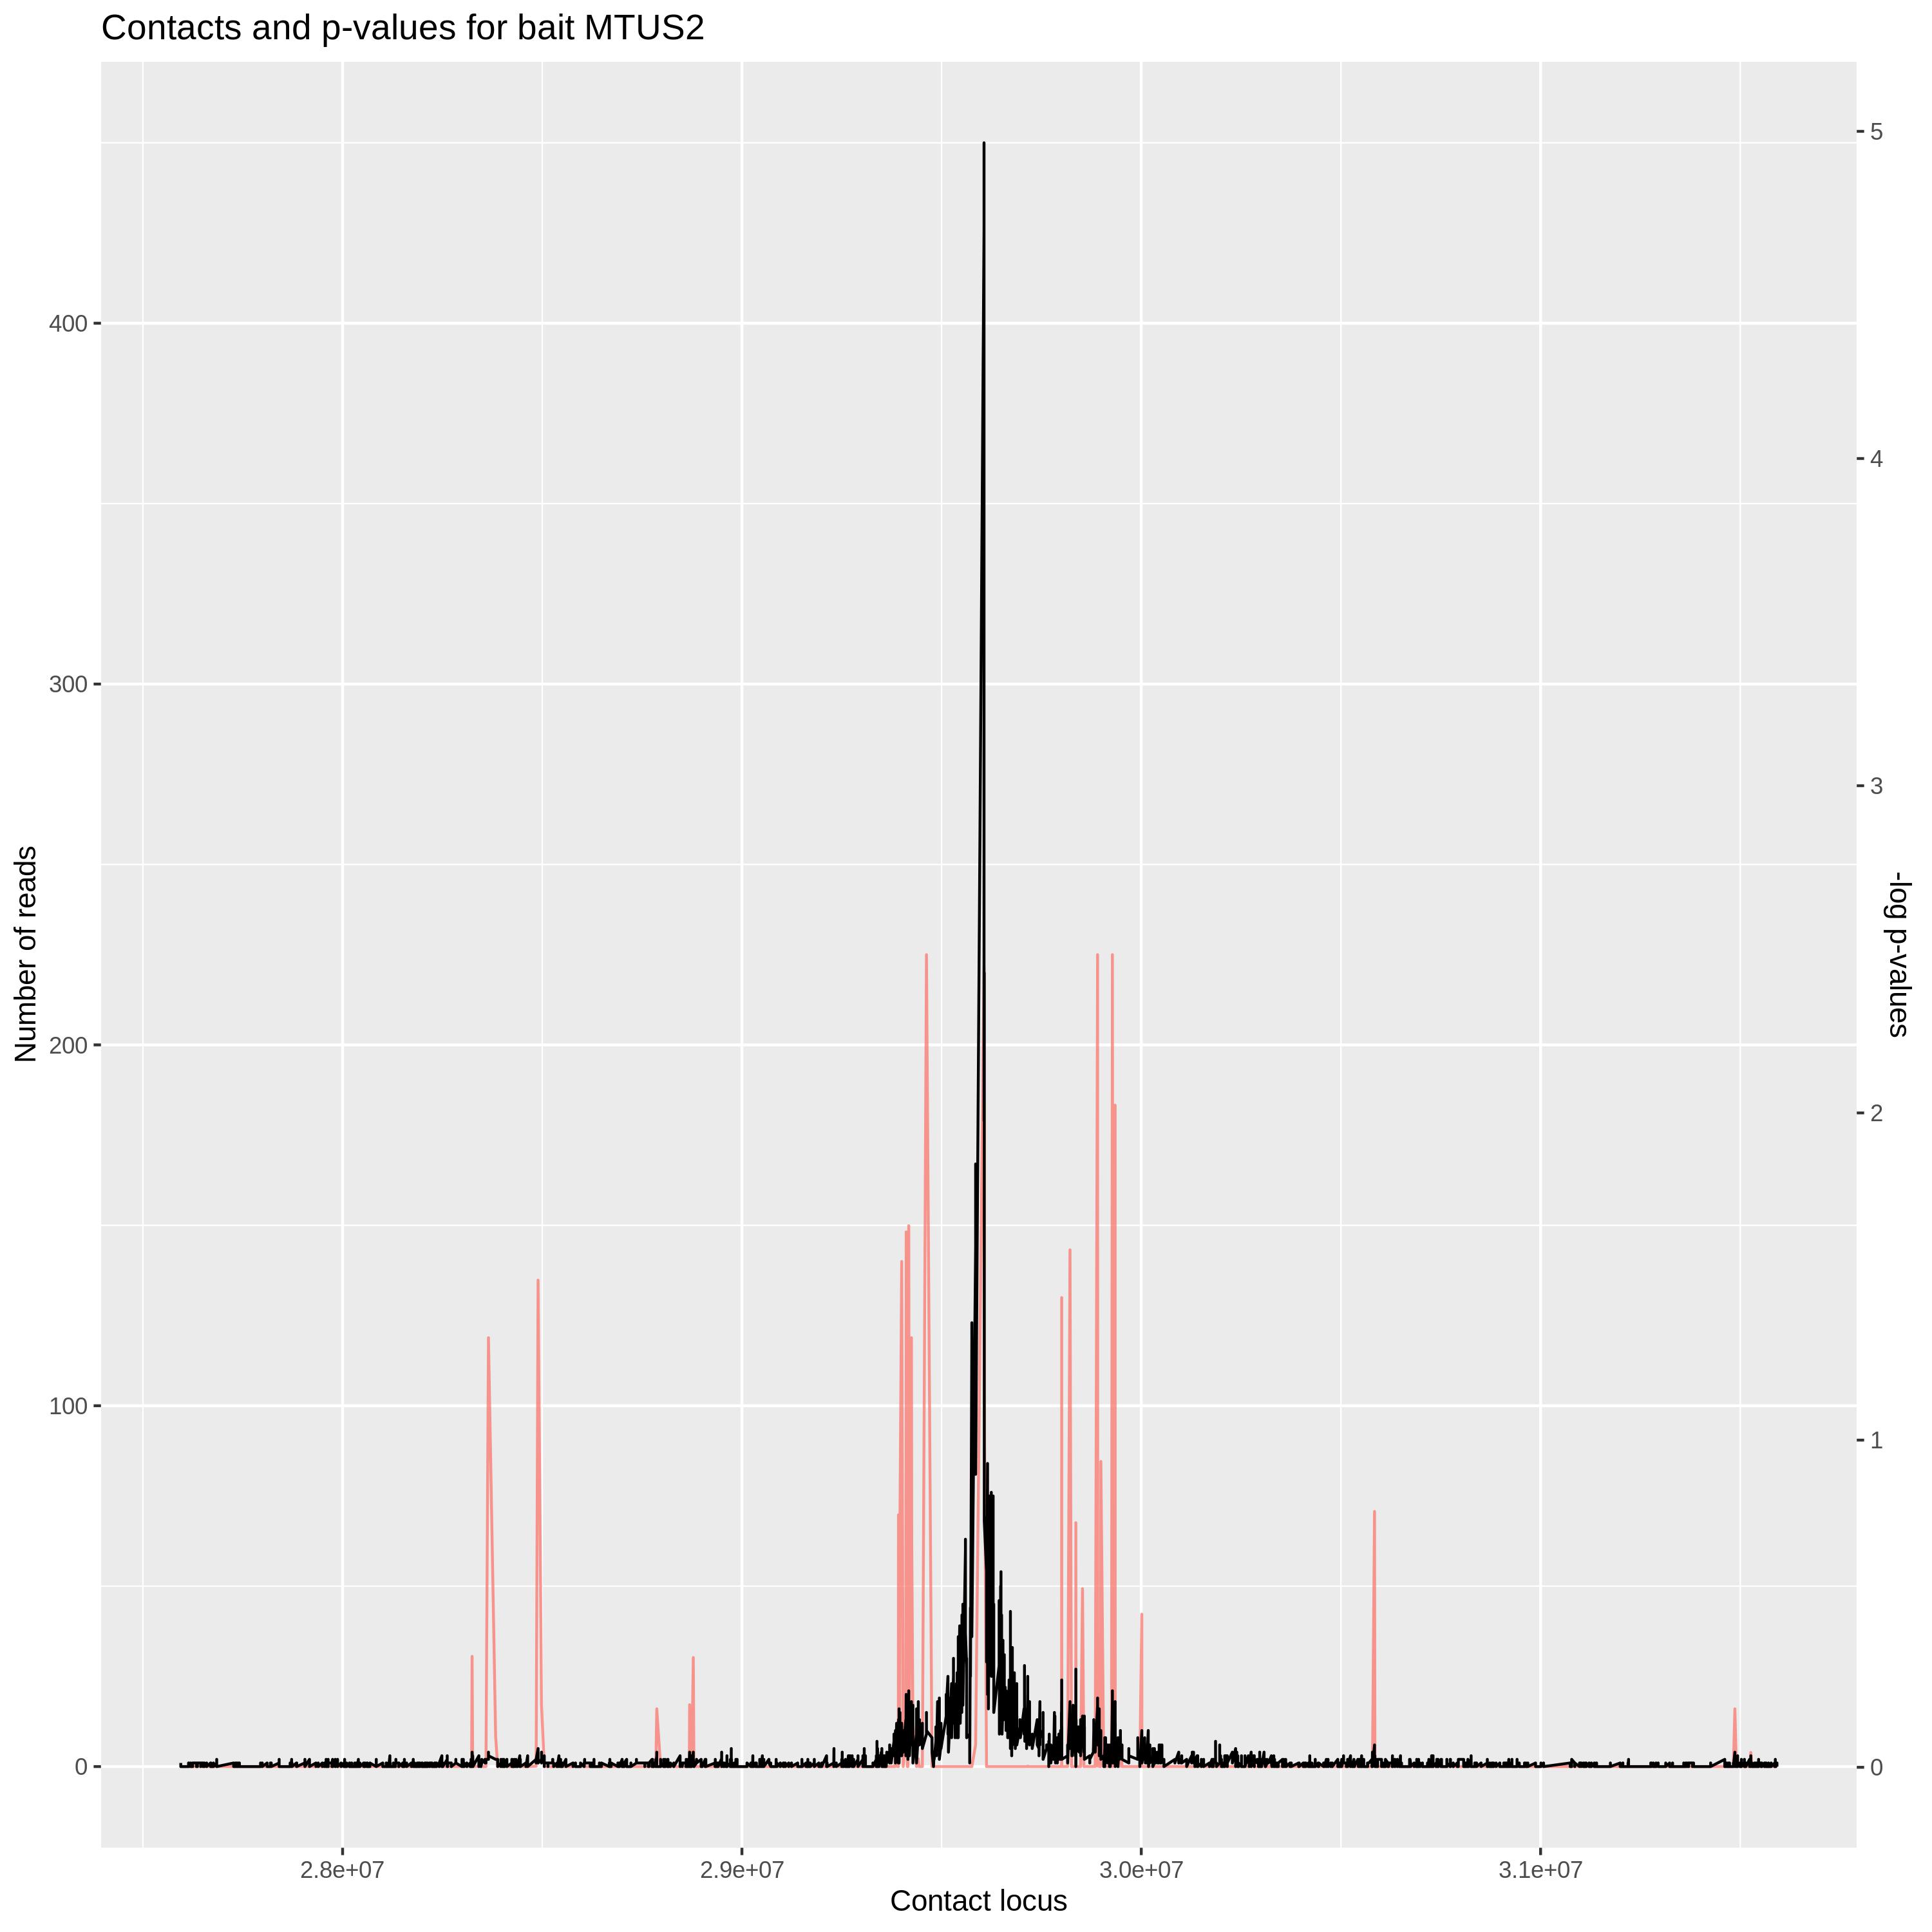 Contacts and p-values for bait MTUS2
Number of reads
400
300
200
100
0
5
4
3
2
1
0
-log p-values
2.8e+07
2.9e+07
3.0e+07
3.1e+07
Contact locus